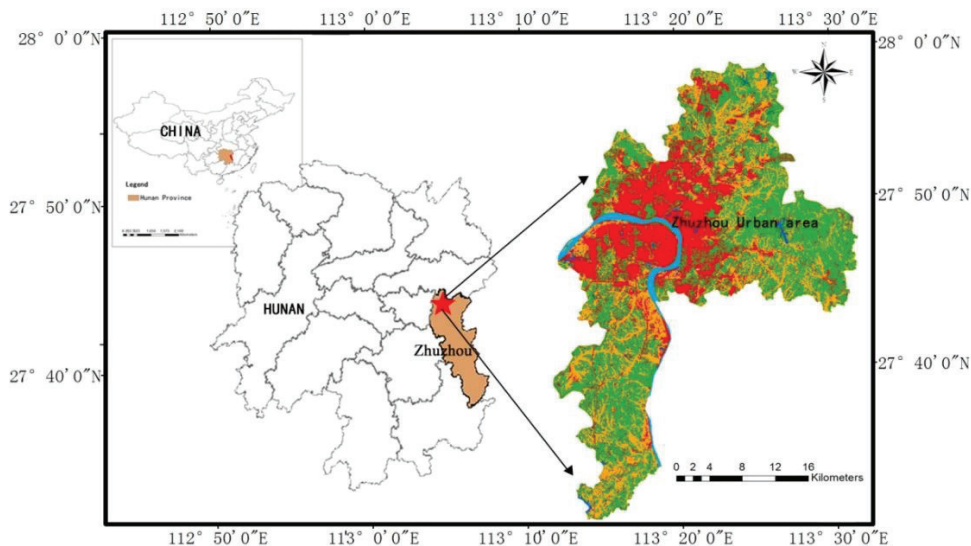 112° 50′0″E 113° 0′0″E 113° 10′0″E 113° 20′0″E 113° 30′0″E
28° 0′0″N
28° 0′0″N
N
W E
S
CHINA
Legend
Hunan Province
27° 50′0″N
27° 50′0″N
Zhuzhou Urban area
HUNAN
Zhuzhou
27° 40′0″N
27° 40′0″N
0 2 4 8 12 16
Kilometers
112° 50′0″E 113° 0′0″E 113° 10′0″E 113° 20′0″E 113° 30′0″E